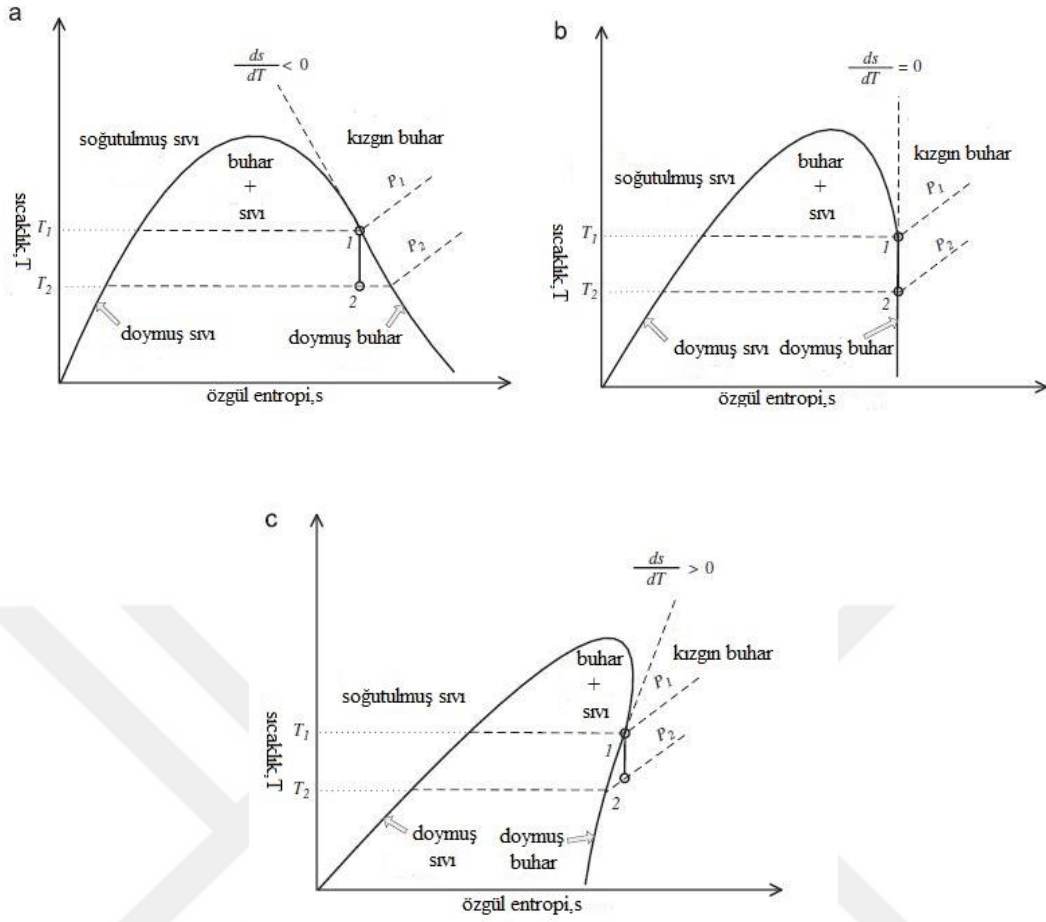 a
ds/dT < 0
soğutulmuş sıvı
kızgın buhar
buhar
+
sıvı
P1
P2
sıcaklık,T
T1
T2
1
2
doymuş sıvı
doymuş buhar
özgül entropi,s
b
ds/dT = 0
soğutulmuş sıvı
kızgın buhar
buhar
+
sıvı
P1
P2
sıcaklık,T
T1
T2
1
2
doymuş sıvı
doymuş buhar
özgül entropi,s
c
ds/dT > 0
soğutulmuş sıvı
kızgın buhar
buhar
+
sıvı
P1
P2
sıcaklık,T
T1
T2
1
2
doymuş
sıvı
doymuş
buhar
özgül entropi,s